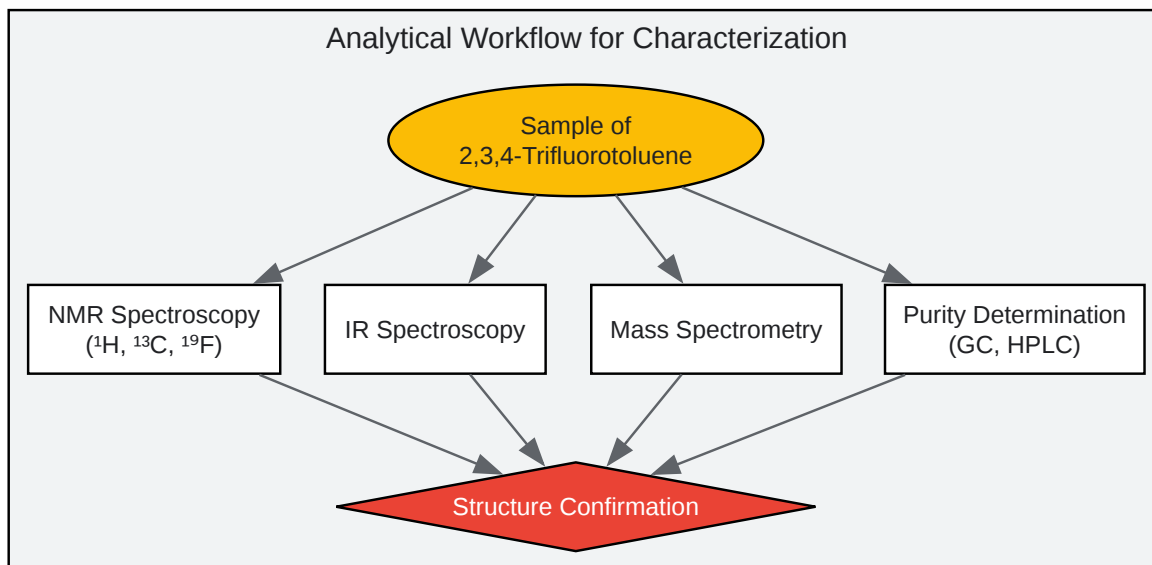 Analytical Workflow for Characterization
Sample of
2,3,4-Trifluorotoluene
NMR Spectroscopy
(¹H, ¹³C, ¹⁹F)
IR Spectroscopy
Mass Spectrometry
Purity Determination
(GC, HPLC)
Structure Confirmation